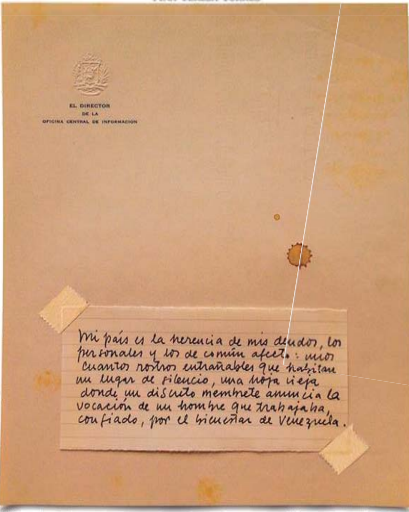 EL DIRECTOR
DE LA
OFICINA CENTRAL DE INFORMACION
Mi país es la herencia de mis deudos, los
personales y los de común afecto: unos
cuantos rostros entrañables que habitan
un lugar de silencio, una hoja vieja
donde un discreto membrete anuncia la
vocación de un hombre que trabajaba,
confiado, por el bienestar de Venezuela.